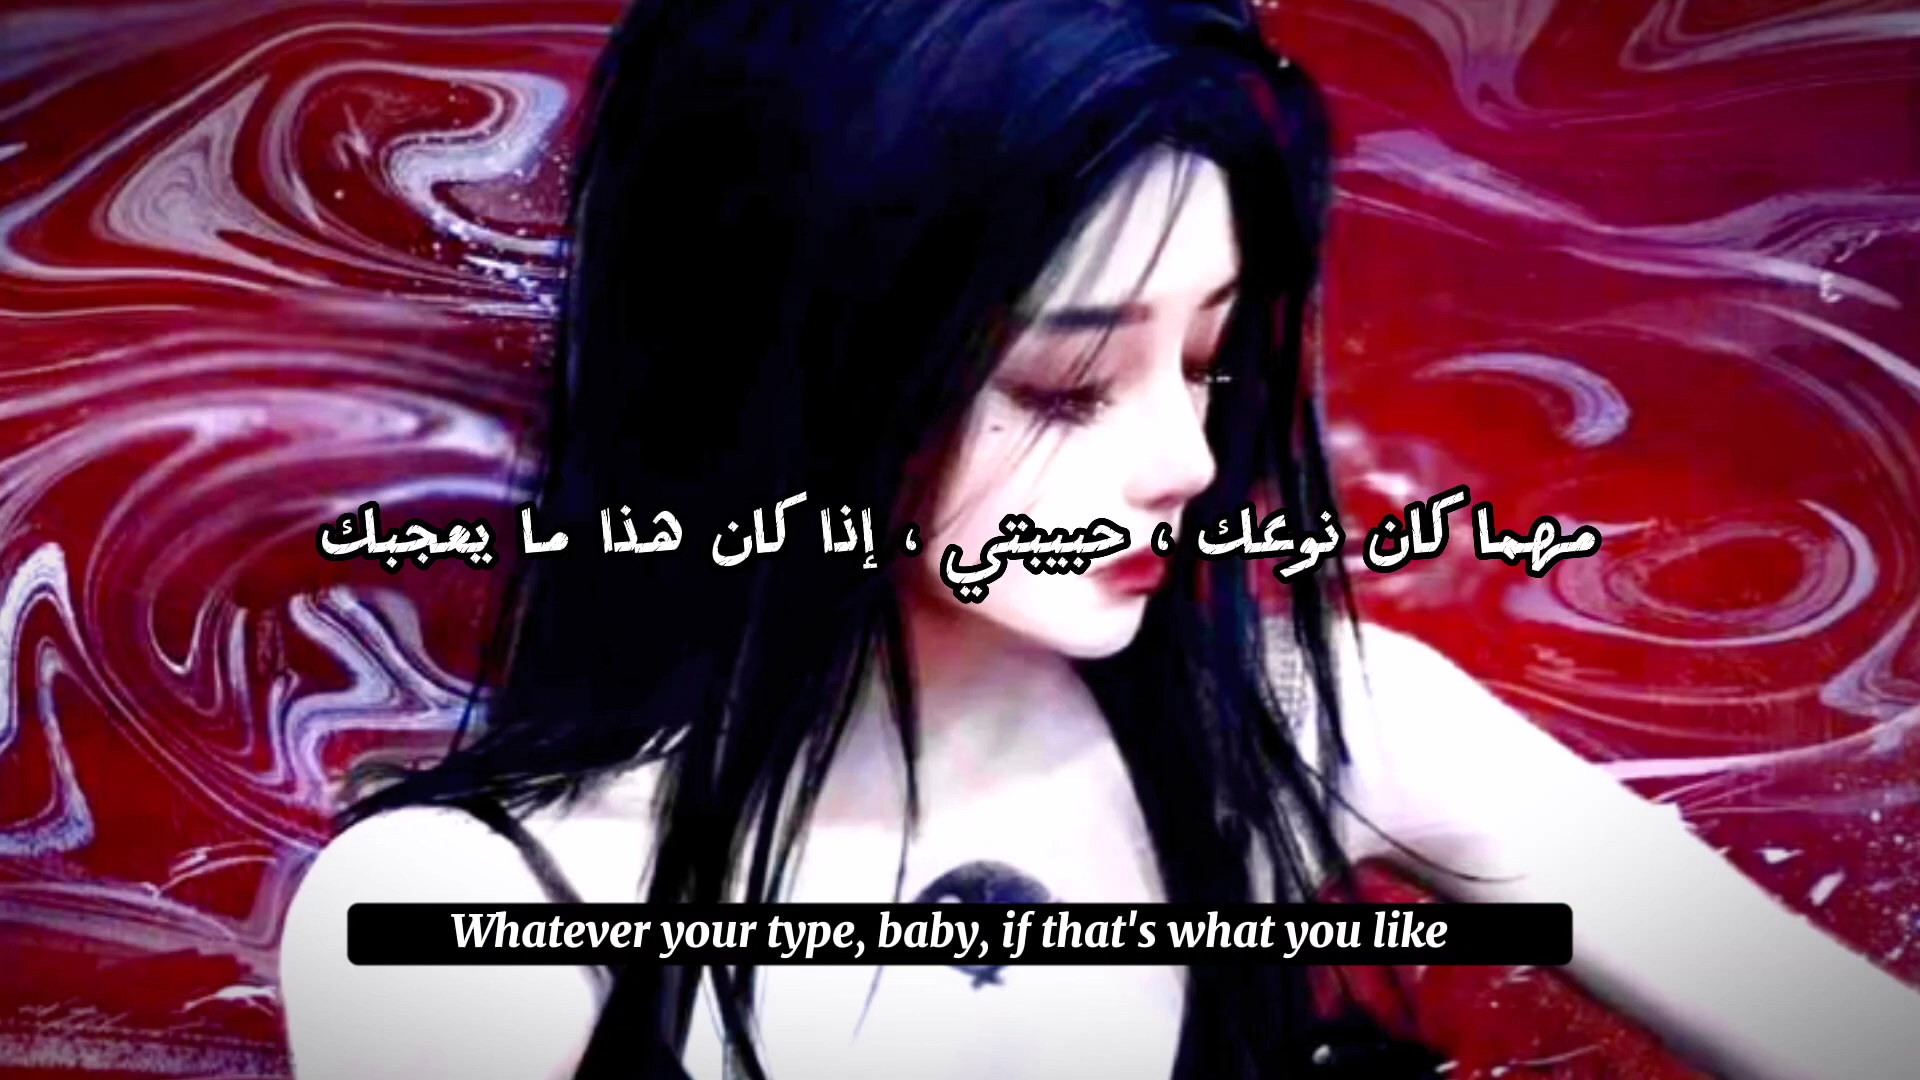 مهما كان نوعك ، حبيبتي ، إذا كان هذا ما يعجبك
Whatever your type, baby, if that's what you like